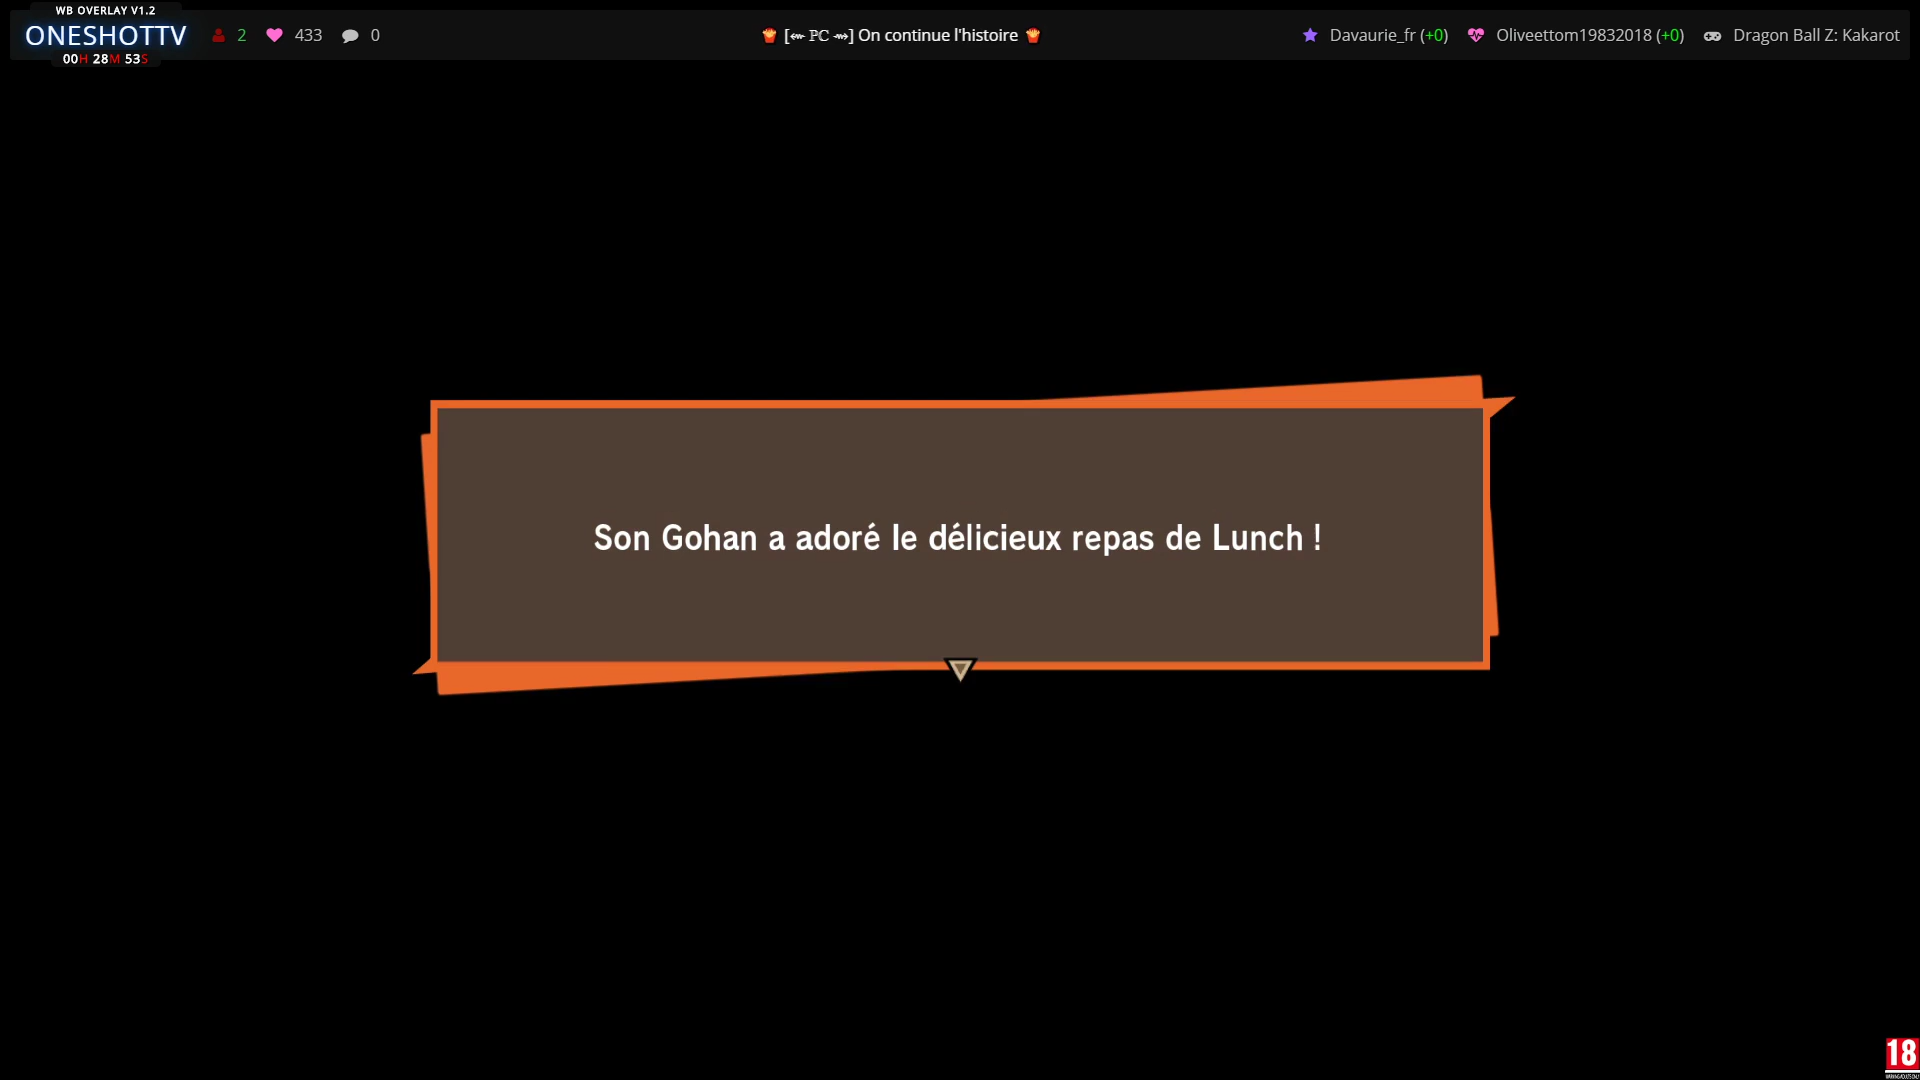 WB OVERLAY V1.2
ONESHOTTV
2
433
0
00H 28M 53S
[⇜ ℙℂ ⇝] On continue l'histoire
Davaurie_fr (+0)
Oliveettom19832018 (+0)
Dragon Ball Z: Kakarot
Son Gohan a adoré le délicieux repas de Lunch !
18